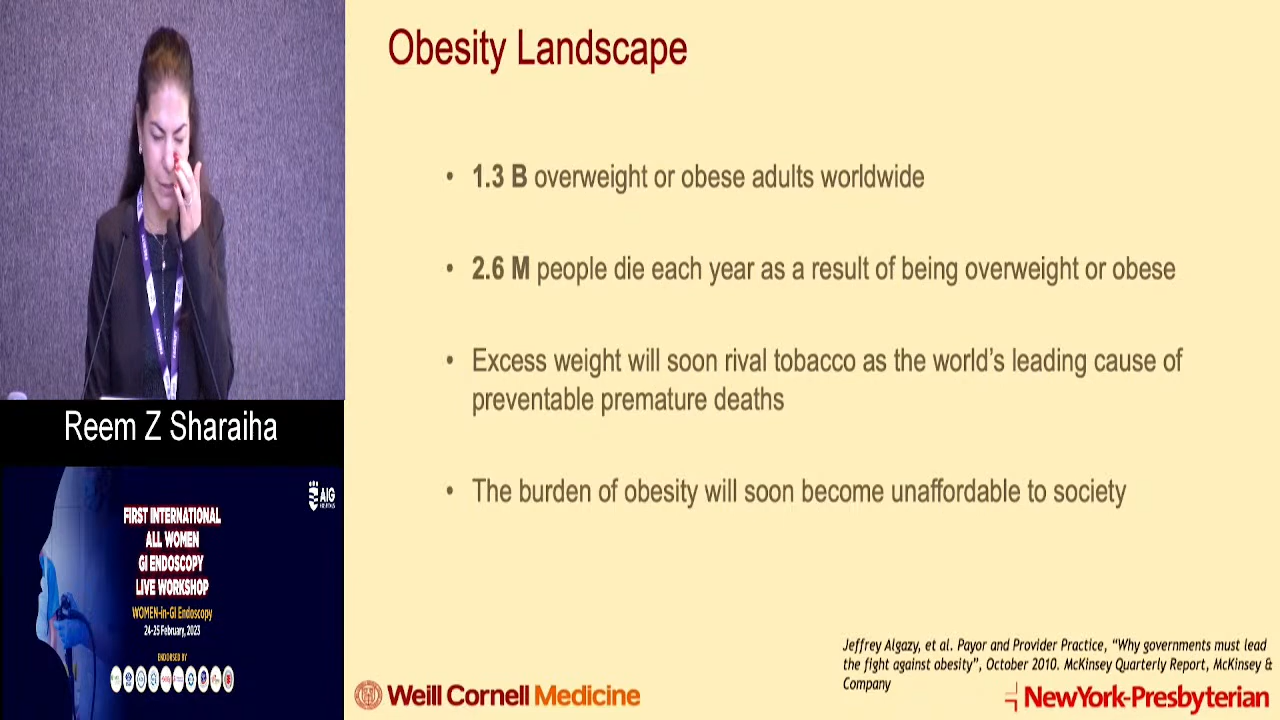 Obesity Landscape
• 1.3 B overweight or obese adults worldwide
• 2.6 M people die each year as a result of being overweight or obese
• Excess weight will soon rival tobacco as the world's leading cause of
preventable premature deaths
• The burden of obesity will soon become unaffordable to society
Jeffrey Algazy, et al. Payor and Provider Practice, "Why governments must lead
the fight against obesity", October 2010. McKinsey Quarterly Report, McKinsey &
Company
Weill Cornell Medicine
NewYork-Presbyterian
Reem Z Sharaiha
AIG
HOSPITALS
FIRST INTERNATIONAL
ALL WOMEN
GI ENDOSCOPY
LIVE WORKSHOP
WOMEN-in-GI Endoscopy
24-25 February, 2023
ENDORSED BY